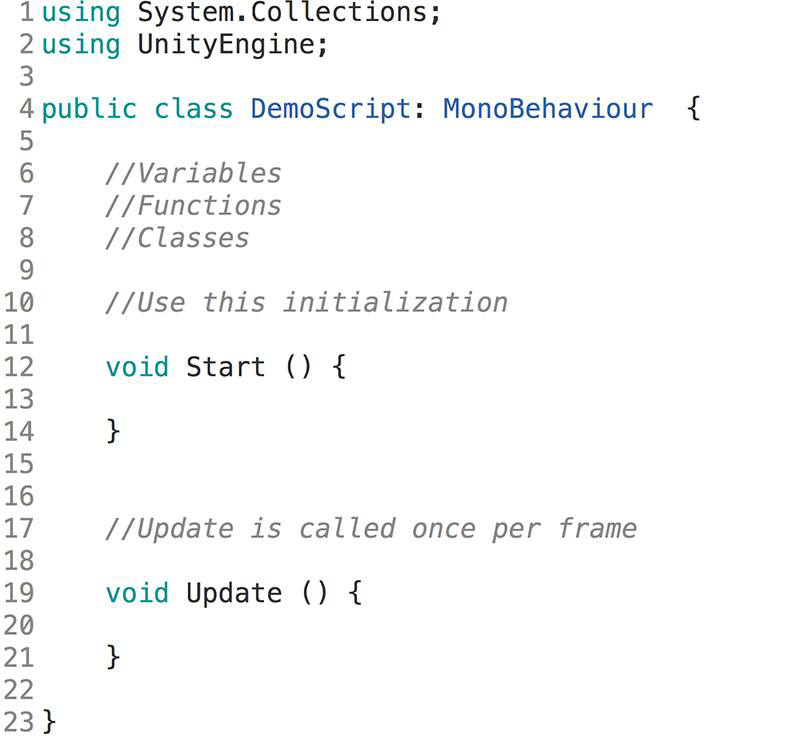 1 using System.Collections;
2 using UnityEngine;
3
4 public class DemoScript: MonoBehaviour  {
5
6     //Variables
7     //Functions
8     //Classes
9
10     //Use this initialization
11
12     void Start () {
13
14     }
15
16
17     //Update is called once per frame
18
19     void Update () {
20
21     }
22
23 }